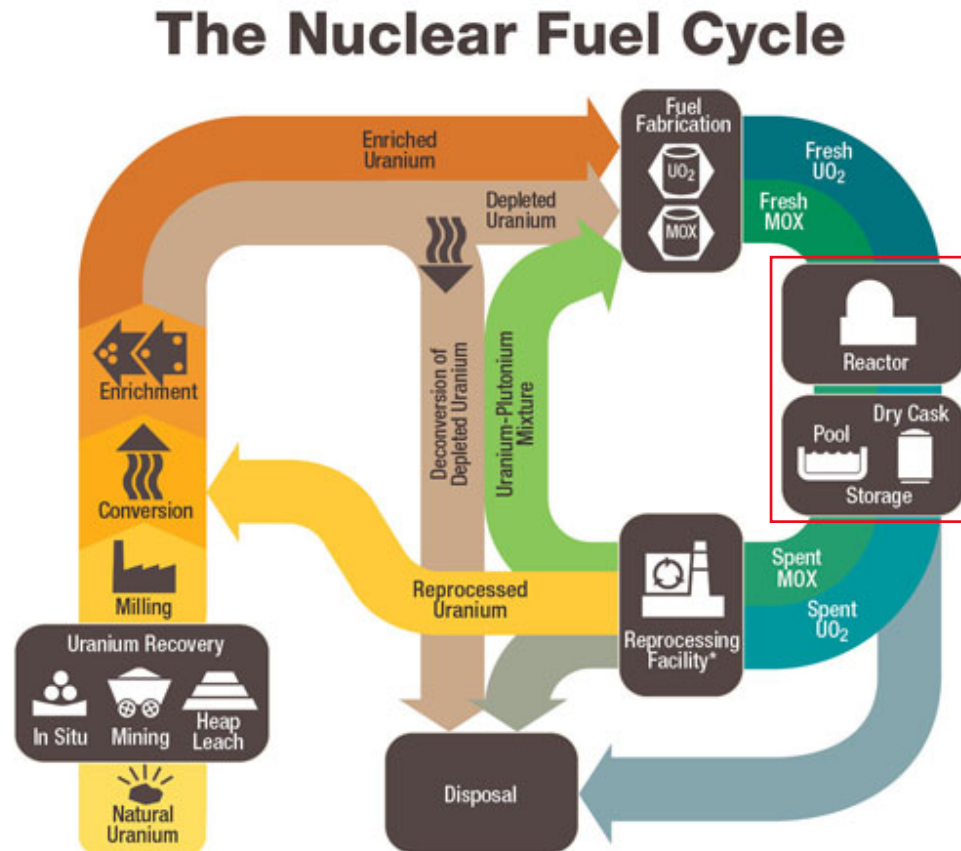 The Nuclear Fuel Cycle
Enriched
Uranium
Depleted
Uranium
Fuel
Fabrication
UO₂
MOX
Fresh
UO₂
Fresh
MOX
Reactor
Dry Cask
Pool
Storage
Spent
MOX
Spent
UO₂
Reprocessing
Facility*
Uranium-Plutonium
Mixture
Deconversion of
Depleted Uranium
Reprocessed
Uranium
Enrichment
Conversion
Milling
Uranium Recovery
In Situ
Mining
Heap
Leach
Natural
Uranium
Disposal